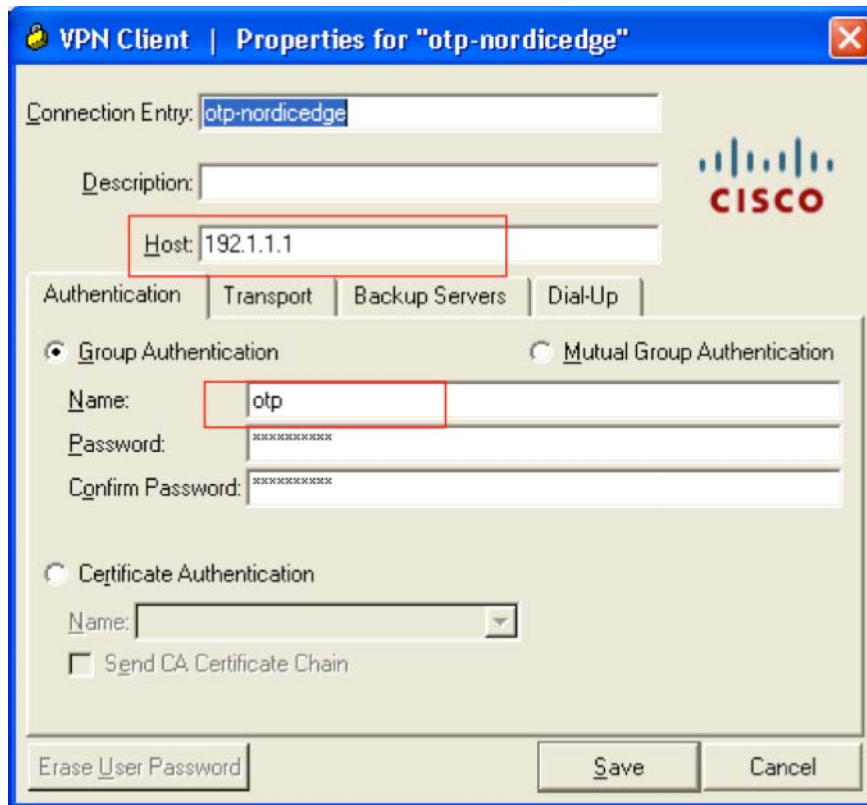 VPN Client | Properties for "otp-nordicedge"
Connection Entry: otp-nordicedge
Description:
CISCO
Host: 192.1.1.1
Authentication Transport Backup Servers Dial-Up
Group Authentication Mutual Group Authentication
Name: otp
Password: **********
Confirm Password: **********
Certificate Authentication
Name:
Send CA Certificate Chain
Erase User Password Save Cancel